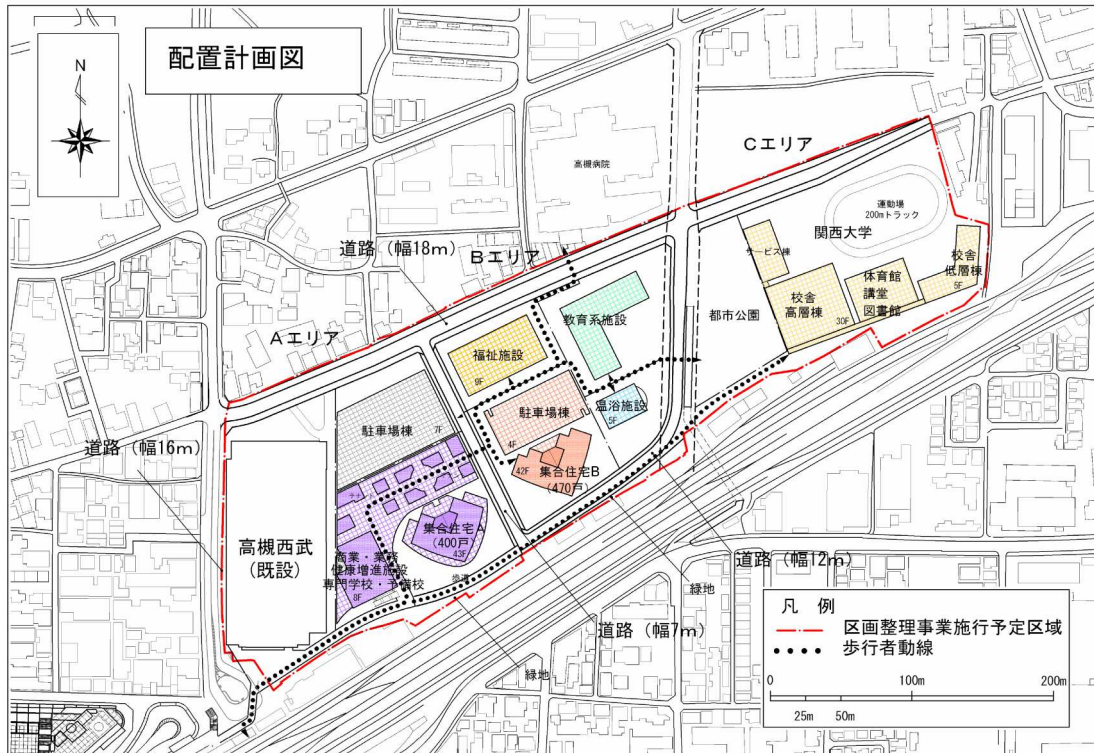 配置計画図
N
高槻病院
Cエリア
運動場
200mトラック
関西大学
道路（幅18m）
Bエリア
サービス棟
校舎
低層棟
5F
体育館
講堂
図書館
校舎
高層棟
30F
都市公園
教育系施設
Aエリア
福祉施設
9F
温浴施設
5F
駐車場棟
4F
駐車場棟
7F
道路（幅16m）
42F
集合住宅B
（470戸）
集合住宅A
（400戸）
43F
高槻西武
（既設）
商業・業務
健康増進施設
専門学校・予備校
8F
歩道
道路（幅12m）
緑地
道路（幅7m）
緑地
凡 例
区画整理事業施行予定区域
歩行者動線
0
100m
200m
25m
50m